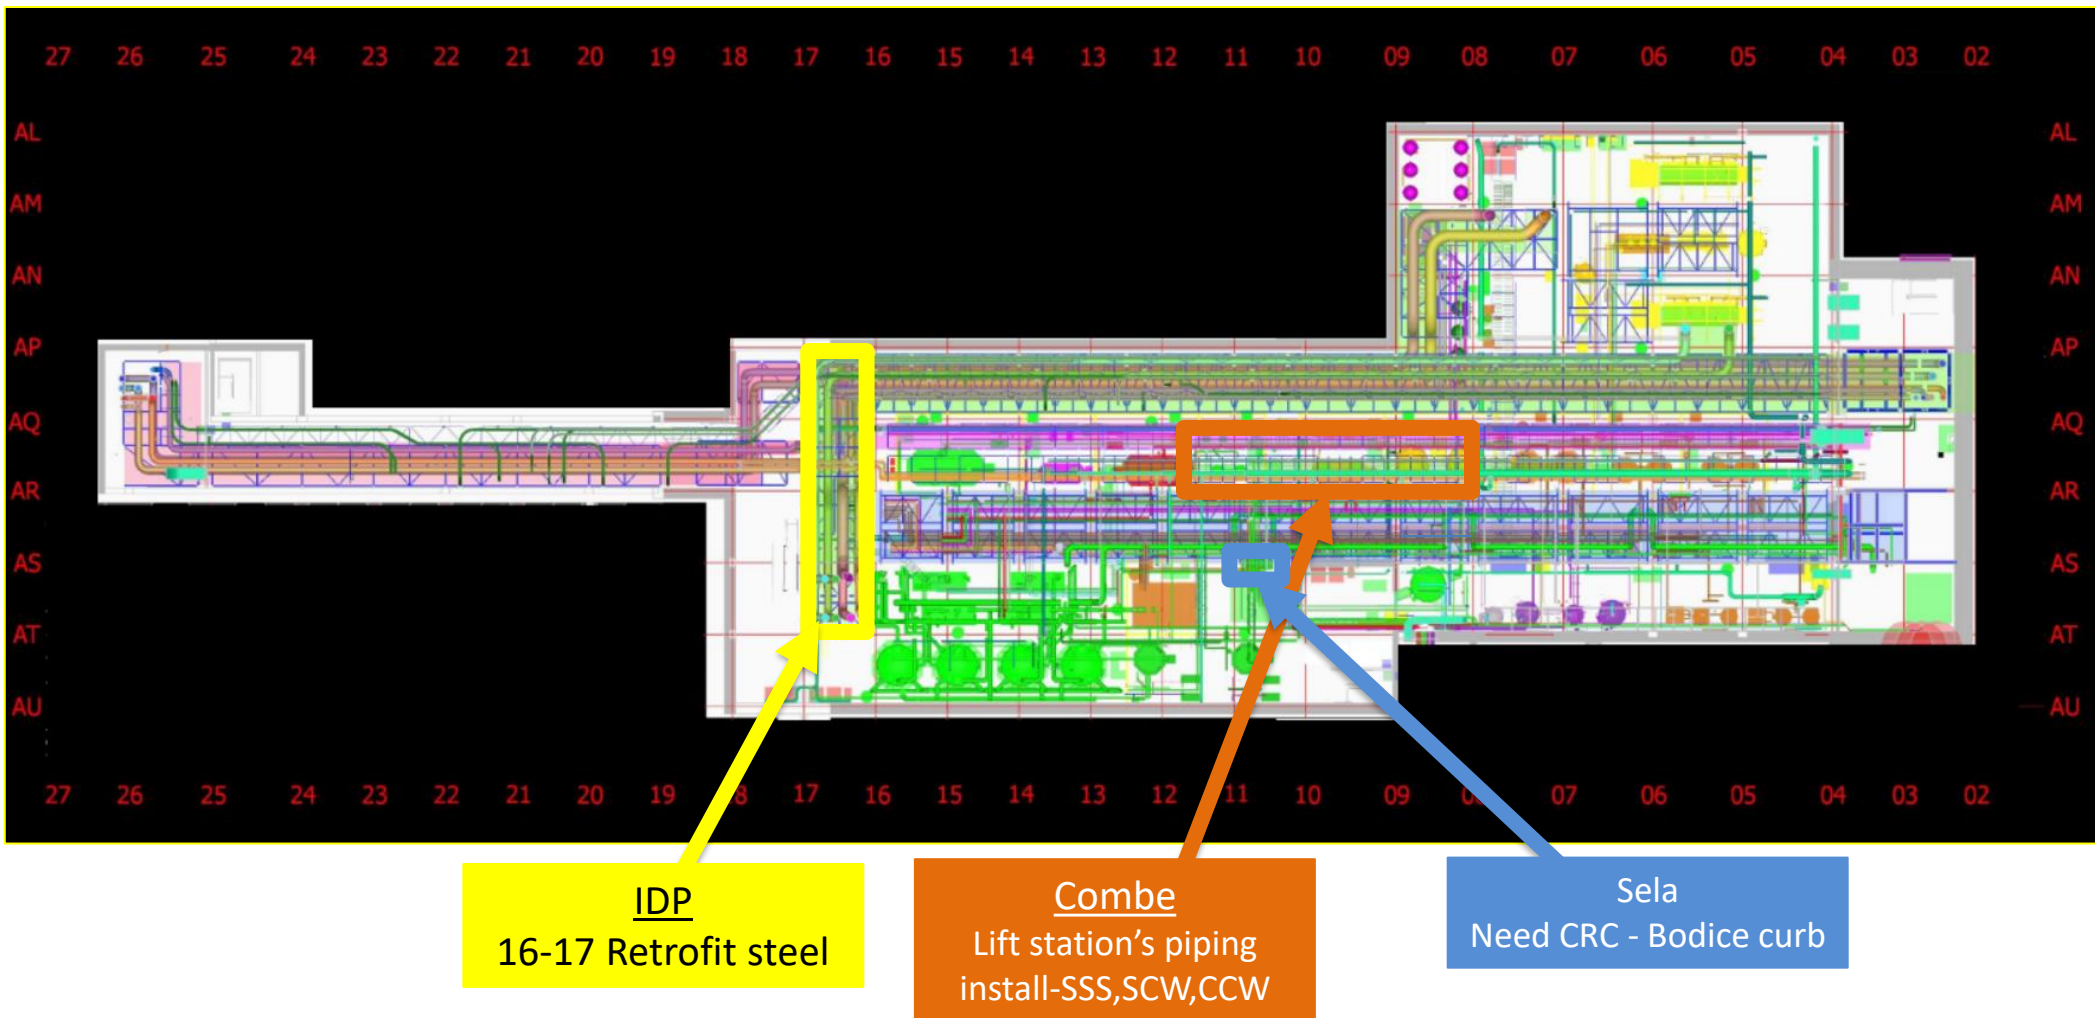 27 26 25 24 23 22 21 20 19 18 17 16 15 14 13 12 11 10 09 08 07 06 05 04 03 02
AL AL
AM AM
AN AN
AP AP
AQ AQ
AR AR
AS AS
AT AT
AU AU
27 26 25 24 23 22 21 20 19 18 17 16 15 14 13 12 11 10 09 08 07 06 05 04 03 02
IDP
16-17 Retrofit steel
Combe
Lift station’s piping
install-SSS,SCW,CCW
Sela
Need CRC - Bodice curb